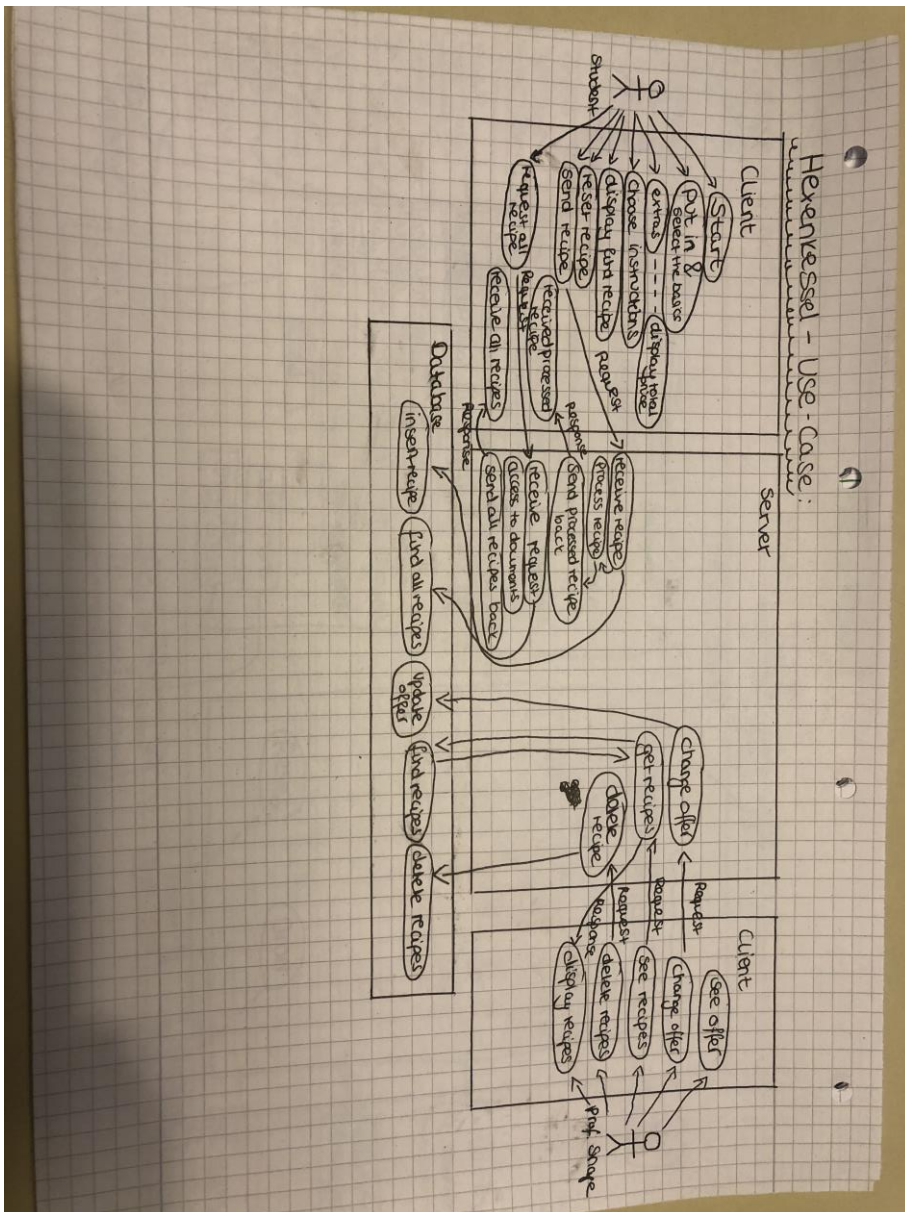 Hexenkessel - Use-Case:
Client
Start
Put in &
select the basics
extras
display total
price
choose instructions
display final recipe
reset recipe
send recipe
request all
recipe
Student
Request
received processed
recipe
Request
receive all recipes
Response
Response
Server
receive recipe
process recipe
Send processed recipe
back
receive request
access to documents
send all recipes back
change offer
get recipes
delete
recipe
Request
Request
Request
Response
Client
see offer
change offer
see recipes
delete recipes
display recipes
Prof. Snape
Database
insert recipe
find all recipes
update
offer
find recipes
delete recipes